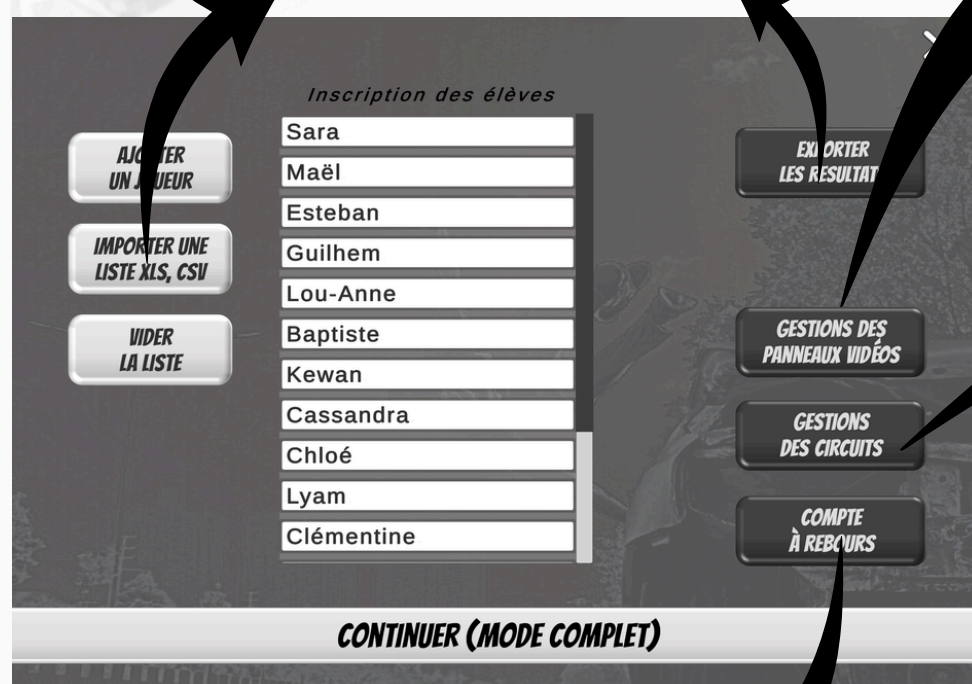 Inscription des élèves
AJOUTER
UN JOUEUR
IMPORTER UNE
LISTE XLS, CSV
VIDER
LA LISTE
Sara
Maël
Esteban
Guilhem
Lou-Anne
Baptiste
Kewan
Cassandra
Chloé
Lyam
Clémentine
EXPORTER
LES RESULTATS
GESTIONS DES
PANNEAUX VIDÉOS
GESTIONS
DES CIRCUITS
COMPTE
À REBOURS
CONTINUER (MODE COMPLET)